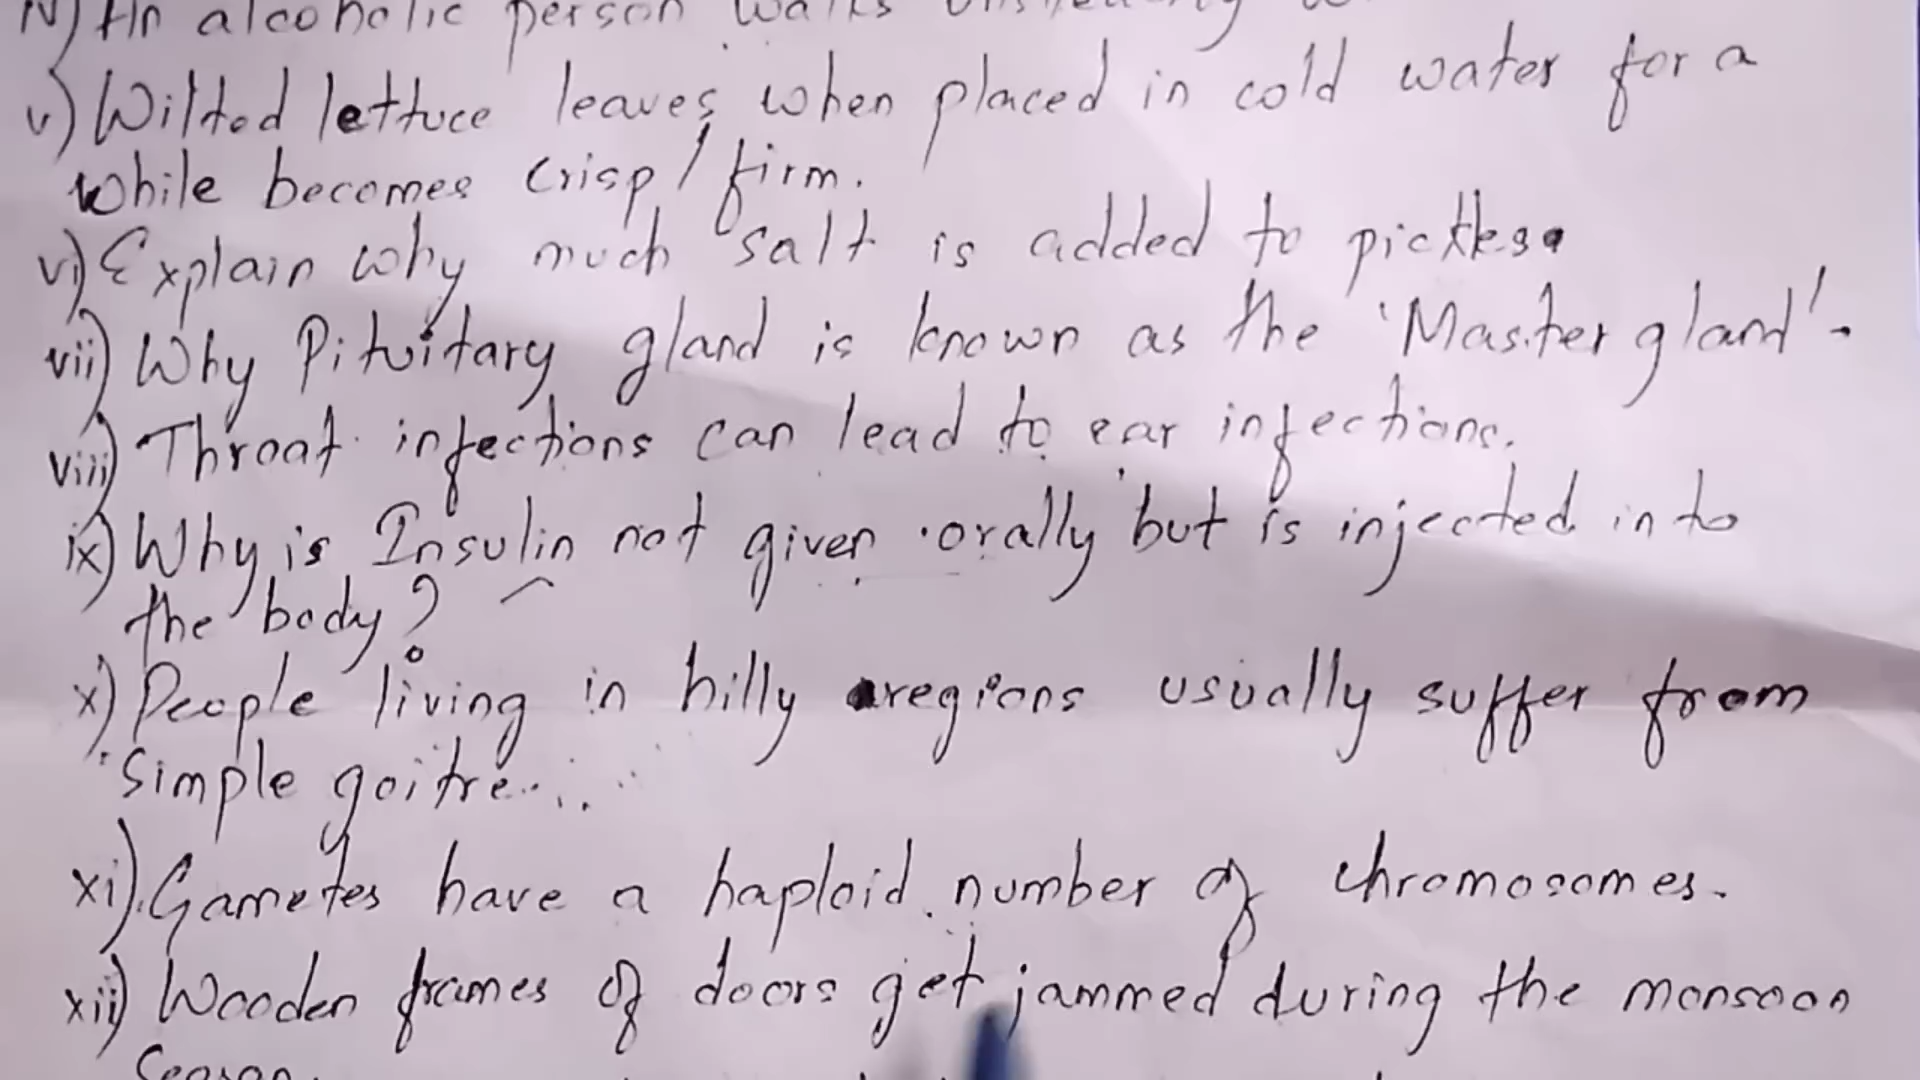 iv) An alcoholic person walks unsteadily
v) Wilted lettuce leaves, when placed in cold water for a
while becomes crisp/firm.
vi) Explain why much salt is added to pickles.
vii) Why Pituitary gland is known as the 'Master gland'.
viii) Throat infections can lead to ear infections.
ix) Why is Insulin not given orally but is injected into
the body?
x) People living in hilly regions usually suffer from
Simple goitre...
xi) Gametes have a haploid number of chromosomes.
xii) Wooden frames of doors get jammed during the monsoon
Season.